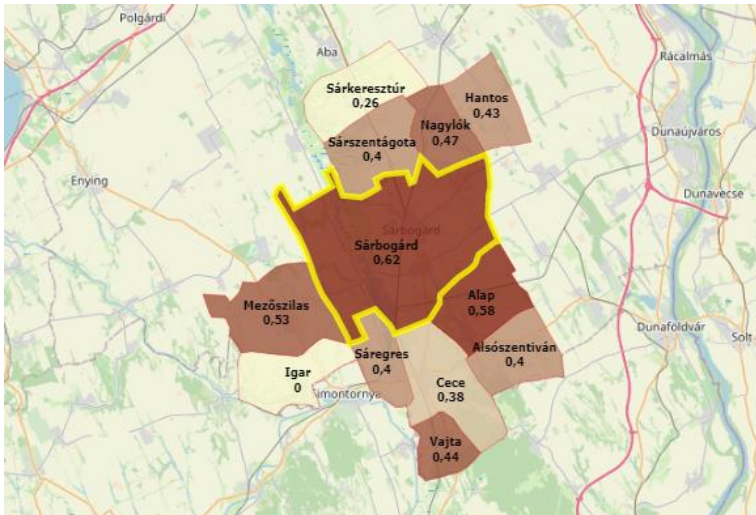 Polgárdi
Aba
Rácalmás
Sárkeresztúr
0,26
Hantos
0,43
Nagylók
0,47
Sárszentágota
0,4
Dunaújváros
Enying
Dunavecse
Sárbogárd
Sárbogárd
0,62
Mezőszilas
0,53
Alap
0,58
Dunaföldvár
Solt
Alsószentiván
0,4
Sáregres
0,4
Igar
0
Cece
0,38
imontornya
Vajta
0,44